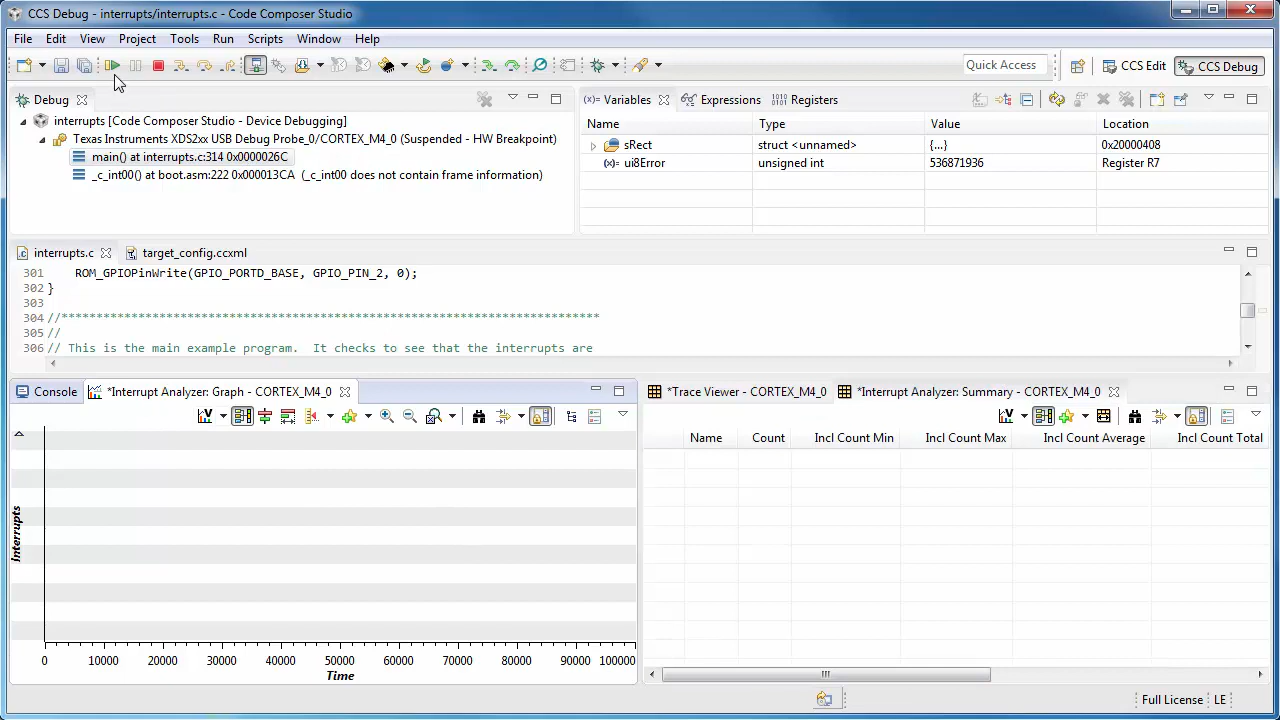 CCS Debug - interrupts/interrupts.c - Code Composer Studio
File Edit View Project Tools Run Scripts Window Help
Quick Access CCS Edit CCS Debug
Debug
interrupts [Code Composer Studio - Device Debugging]
Texas Instruments XDS2xx USB Debug Probe_0/CORTEX_M4_0 (Suspended - HW Breakpoint)
main() at interrupts.c:314 0x0000026C
_c_int00() at boot.asm:222 0x000013CA (_c_int00 does not contain frame information)
(x)= Variables Expressions Registers
Name Type Value Location
sRect struct <unnamed> {...} 0x20000408
(x)= ui8Error unsigned int 536871936 Register R7
interrupts.c target_config.ccxml
301 ROM_GPIOPinWrite(GPIO_PORTD_BASE, GPIO_PIN_2, 0);
302 }
303
304 //*****************************************************************************
305 //
306 // This is the main example program. It checks to see that the interrupts are
Console *Interrupt Analyzer: Graph - CORTEX_M4_0
Interrupts
0 10000 20000 30000 40000 50000 60000 70000 80000 90000 100000
Time
*Trace Viewer - CORTEX_M4_0 *Interrupt Analyzer: Summary - CORTEX_M4_0
Name Count Incl Count Min Incl Count Max Incl Count Average Incl Count Total
Full License LE